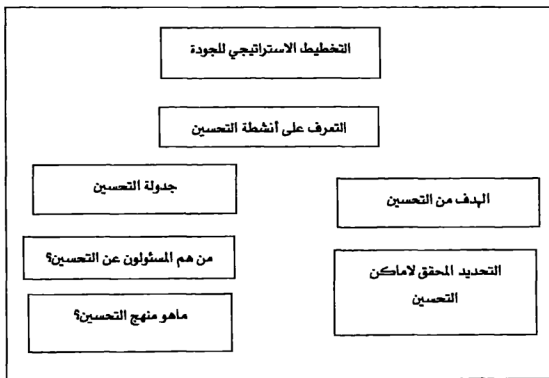 التخطيط الاستراتيجي للجودة
التعرف على أنشطة التحسين
الهدف من التحسين
التحديد المحقق لاماكن
التحسين
جدولة التحسين
من هم المسئولون عن التحسين؟
ماهو منهج التحسين؟